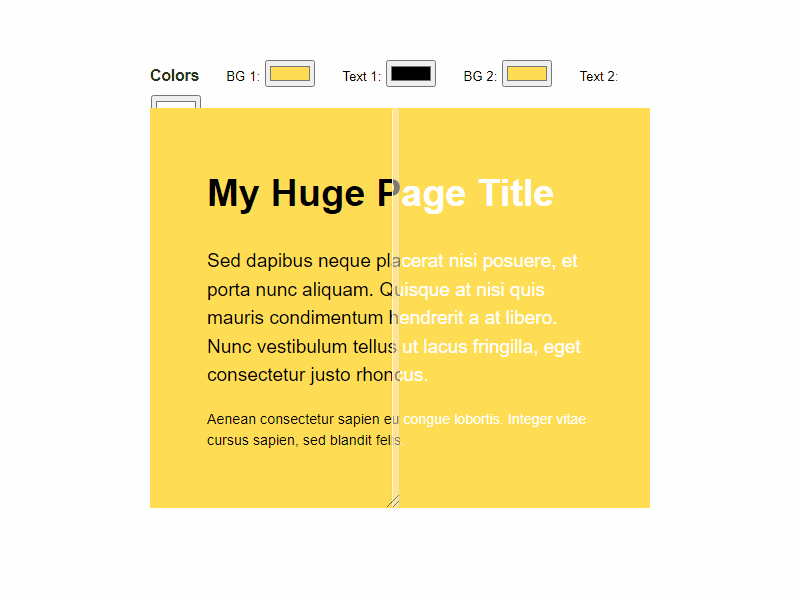 Colors BG 1: Text 1: BG 2: Text 2:
My Huge Page Title
Sed dapibus neque placerat nisi posuere, et
porta nunc aliquam. Quisque at nisi quis
mauris condimentum hendrerit a at libero.
Nunc vestibulum tellus ut lacus fringilla, eget
consectetur justo rhoncus.
Aenean consectetur sapien eu congue lobortis. Integer vitae
cursus sapien, sed blandit felis.